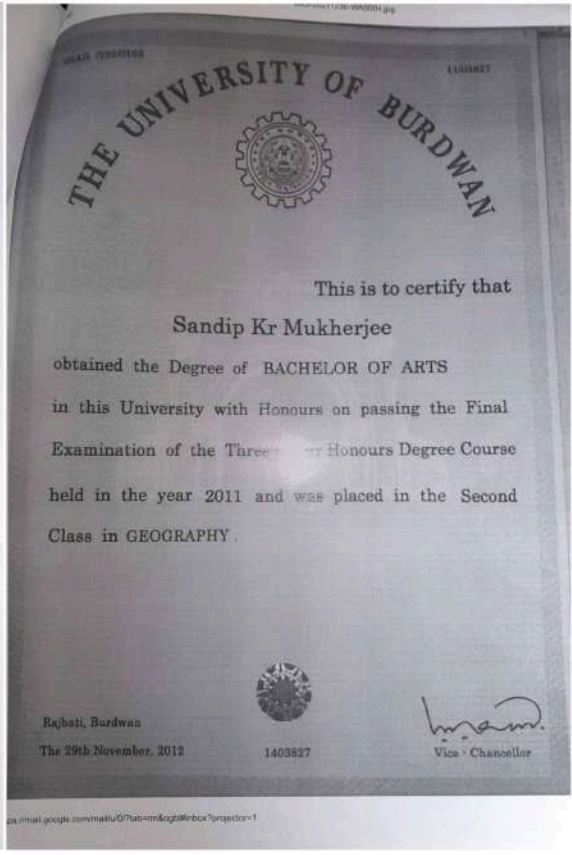 THE UNIVERSITY OF BURDWAN
This is to certify that
Sandip Kr Mukherjee
obtained the Degree of BACHELOR OF ARTS
in this University with Honours on passing the Final
Examination of the Three Honours Degree Course
held in the year 2011 and was placed in the Second
Class in GEOGRAPHY.
Rajbati, Burdwan
The 29th November, 2012
1403827
Vice - Chancellor